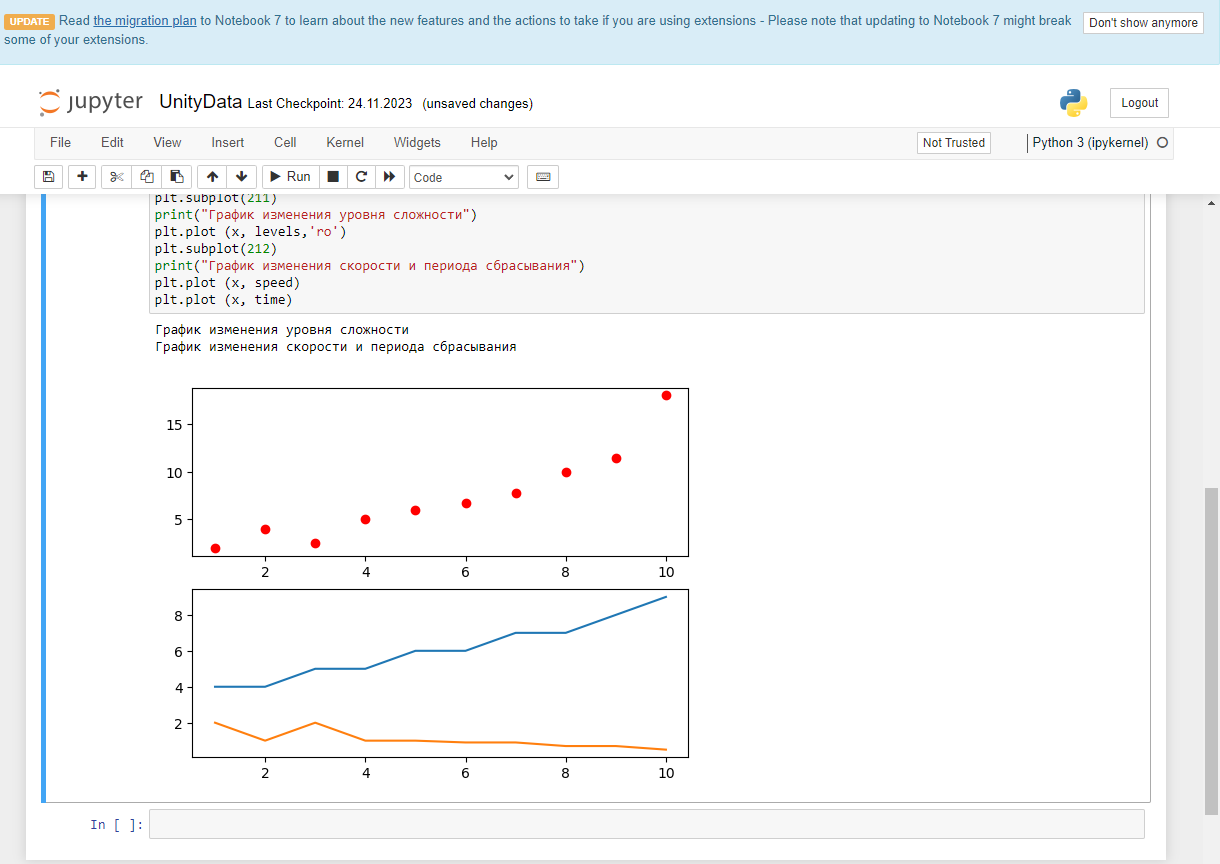 UPDATE Read the migration plan to Notebook 7 to learn about the new features and the actions to take if you are using extensions - Please note that updating to Notebook 7 might break
some of your extensions.
Don't show anymore
jupyter UnityData Last Checkpoint: 24.11.2023 (unsaved changes)
Logout
File Edit View Insert Cell Kernel Widgets Help
Not Trusted
Python 3 (ipykernel)
Run
Code
plt.subplot(211)
print("График изменения уровня сложности")
plt.plot (x, levels,'ro')
plt.subplot(212)
print("График изменения скорости и периода сбрасывания")
plt.plot (x, speed)
plt.plot (x, time)
График изменения уровня сложности
График изменения скорости и периода сбрасывания
15
10
5
2 4 6 8 10
8
6
4
2
2 4 6 8 10
In [ ]: